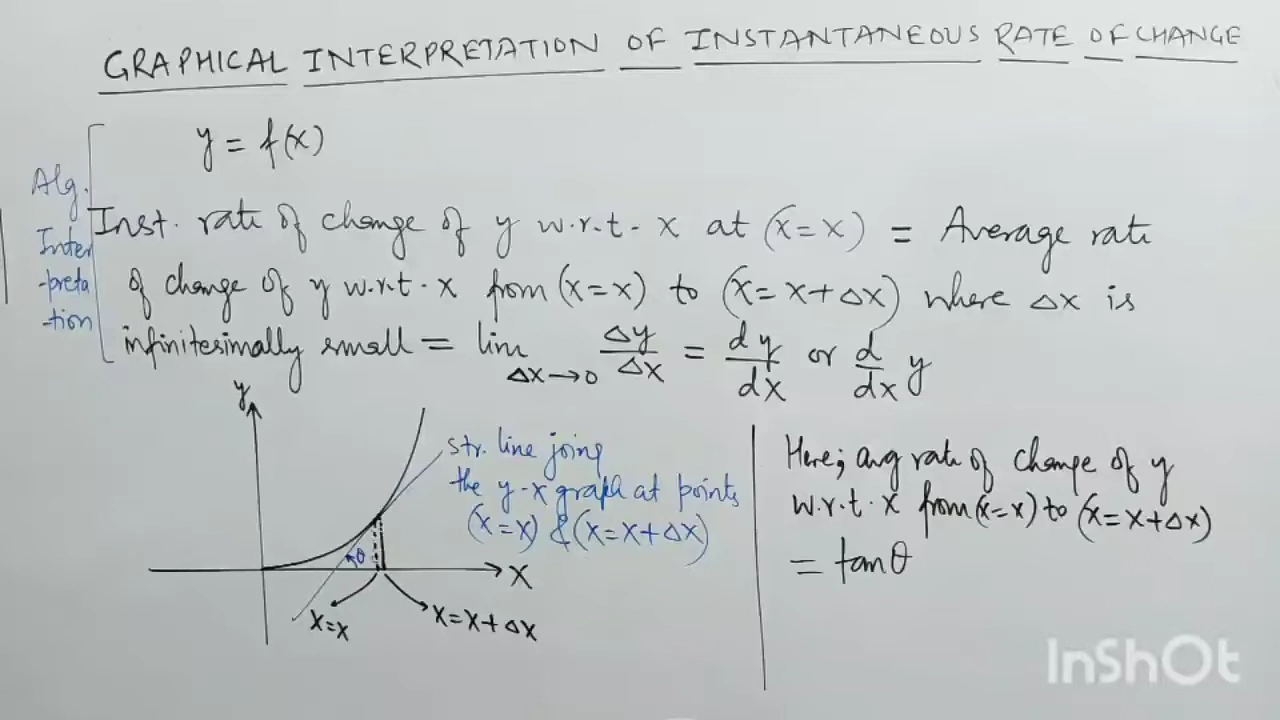 GRAPHICAL INTERPRETATION OF INSTANTANEOUS RATE OF CHANGE
y = f(x)
Alg.
Inter
-preta
-tion
Inst. rate of change of y w.r.t. x at (x=x) = Average rate
of change of y w.r.t. x from (x=x) to (x=x+Δx) where Δx is
infinitesimally small = lim Δx→0 Δy/Δx = dy/dx or d/dx y
y
str. line joing
the y-x graph at points
(x=x) & (x=x+Δx)
θ
x
x=x
x=x+Δx
Here; avg rate of change of y
w.r.t. x from (x=x) to (x=x+Δx)
= tanθ
InShOt